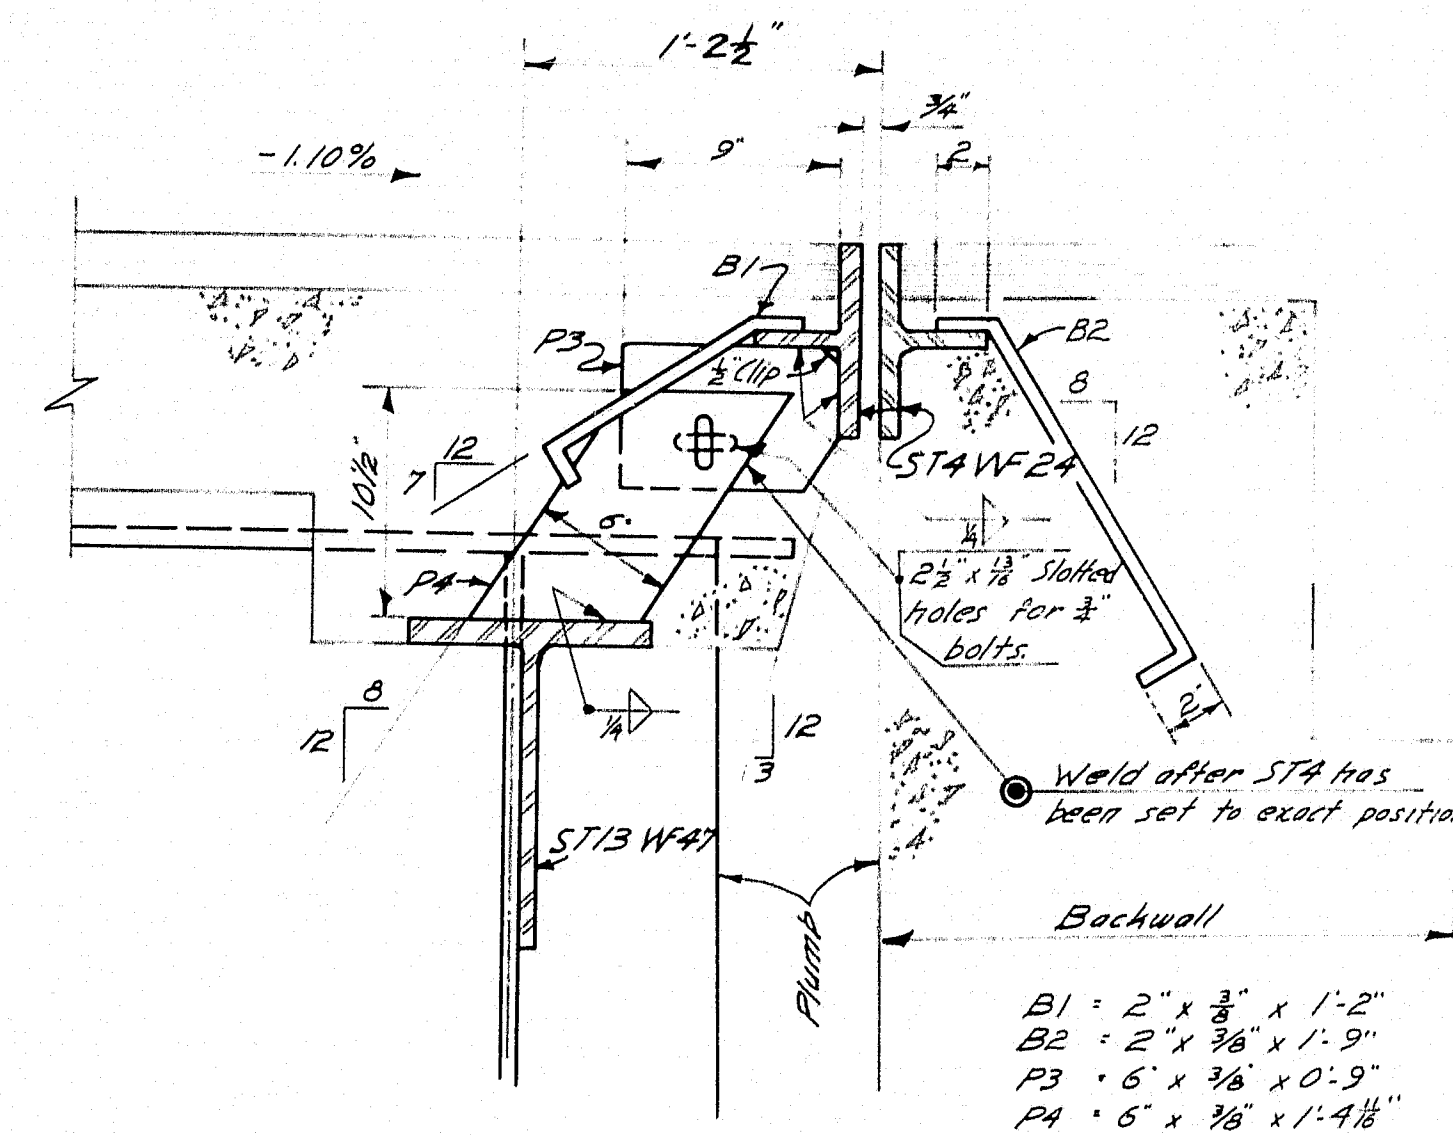 1'-2½"
¾"
-1.10%
9"
2
B1
P3
B2
½" Clip
8
12
12
7
ST4 WF 24
10½"
6"
¼
P4
2½" x 13/16" Slotted
holes for ¾"
bolts.
8
12
¼
12
3
2"
Weld after ST4 has
been set to exact positio
ST13 WF47
Plumb
Backwall
B1 = 2" x ⅜" x 1'-2"
B2 = 2" x ⅜" x 1'-9"
P3 = 6" x ⅜" x 0'-9"
P4 = 6" x ⅜" x 1'-4 11/16"